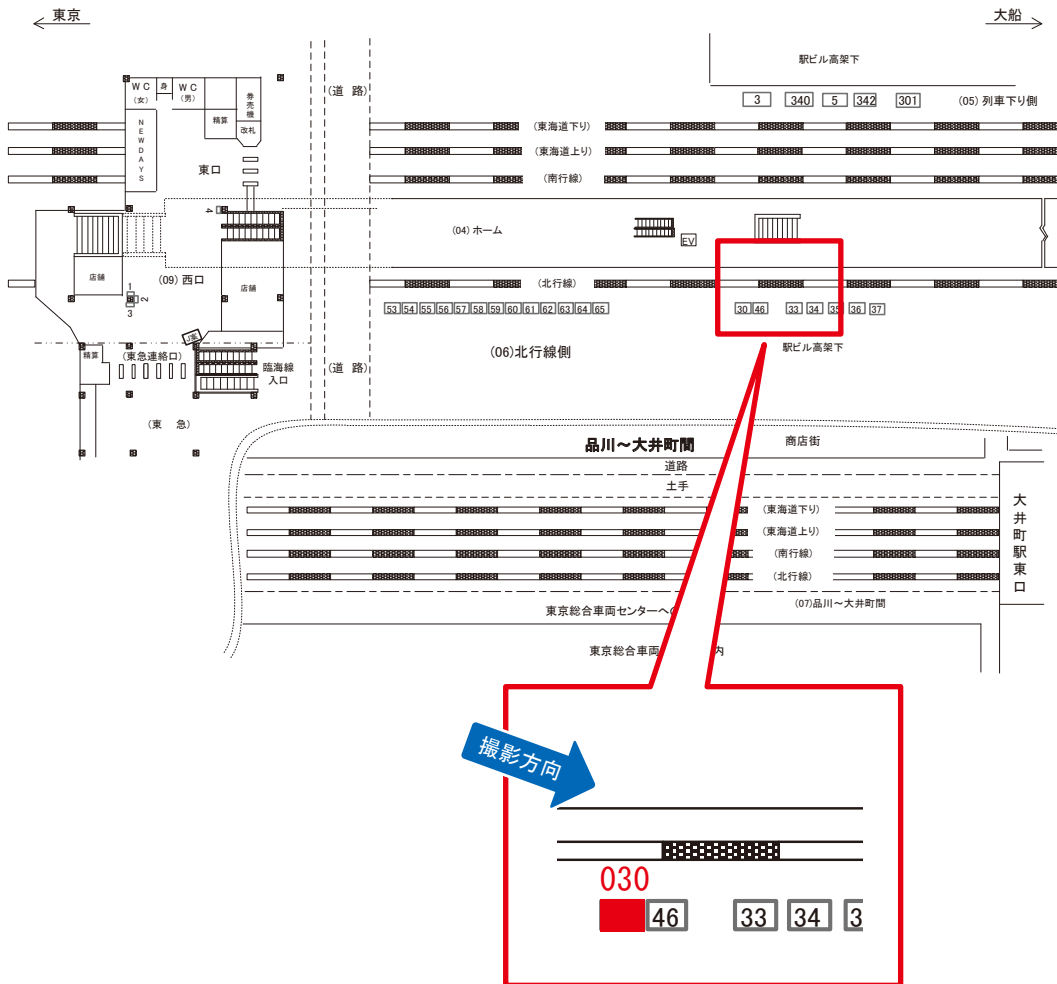 東京
大船
駅ビル高架下
3 340 5 342 301 (05) 列車下り側
WC
(女)
身
WC
(男)
券売機
精算
改札
NEWDAYS
東口
(道 路)
(東海道下り)
(東海道上り)
(南行線)
4
(04) ホーム
EV
店舗
(09) 西口
店舗
1
2
3
(北行線)
53 54 55 56 57 58 59 60 61 62 63 64 65
30 46 33 34 35 36 37
(06)北行線側
駅ビル高架下
精算
(東急連絡口)
臨海線
入口
(道 路)
(東 急)
品川〜大井町間
商店街
道路
土手
(東海道下り)
(東海道上り)
(南行線)
(北行線)
大井町駅東口
(07)品川〜大井町間
東京総合車両センターへの
東京総合車両
内
撮影方向
030
46 33 34 3